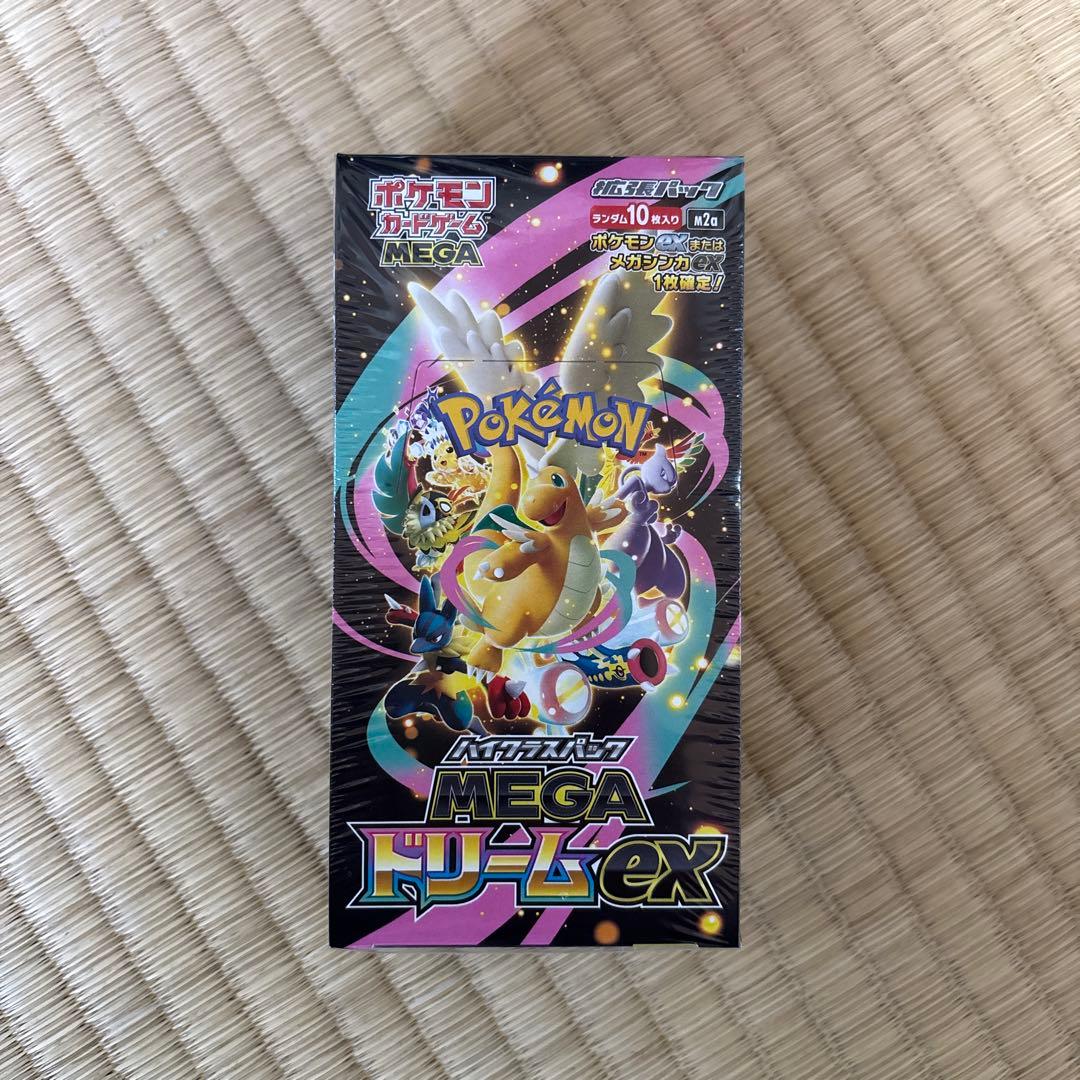 ポケモン
カードゲーム
MEGA
拡張パック
ランダム10枚入り
M2a
ポケモンexまたは
メガシンカex
1枚確定！
POKéMON
TM
ハイクラスパック
MEGA
ドリームex